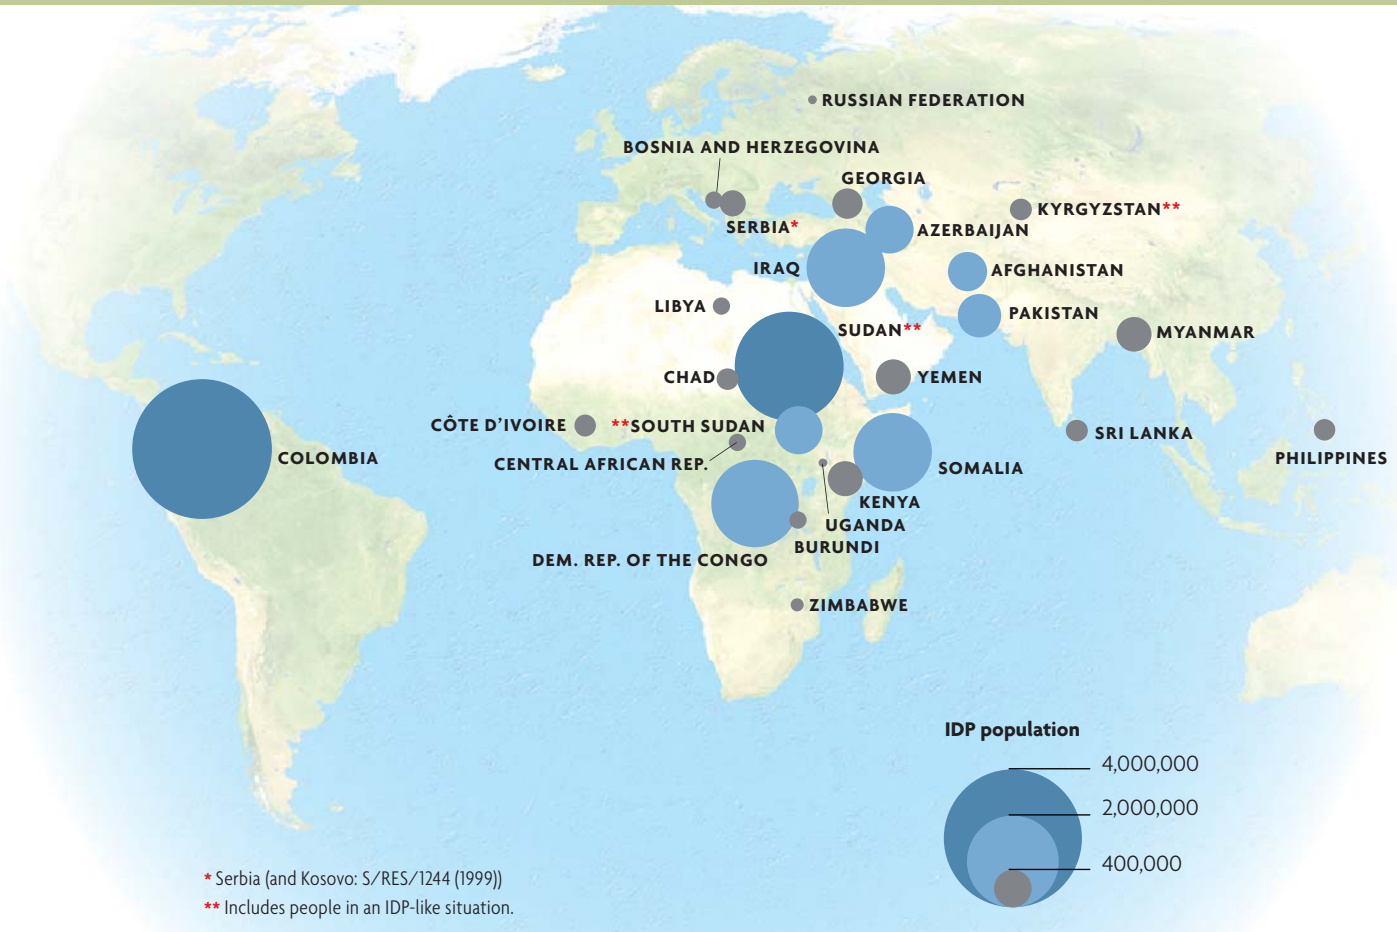 RUSSIAN FEDERATION
BOSNIA AND HERZEGOVINA
GEORGIA
KYRGYZSTAN**
SERBIA*
AZERBAIJAN
IRAQ
AFGHANISTAN
LIBYA
PAKISTAN
SUDAN**
MYANMAR
CHAD
YEMEN
CÔTE D'IVOIRE
**SOUTH SUDAN
SRI LANKA
COLOMBIA
CENTRAL AFRICAN REP.
SOMALIA
PHILIPPINES
KENYA
UGANDA
BURUNDI
DEM. REP. OF THE CONGO
ZIMBABWE
IDP population
4,000,000
2,000,000
400,000
* Serbia (and Kosovo: S/RES/1244 (1999))
** Includes people in an IDP-like situation.